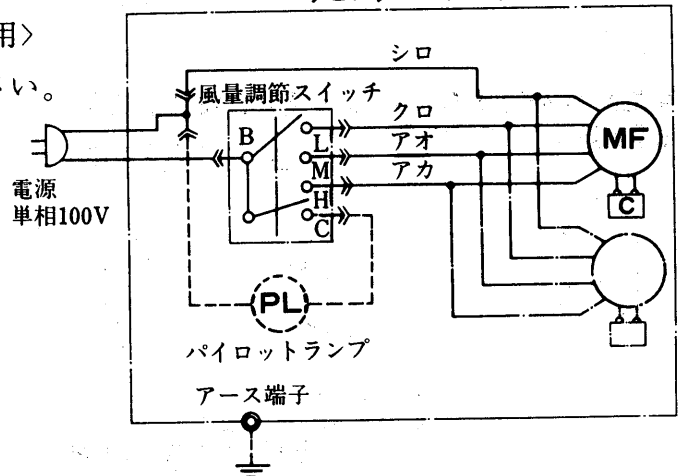 用〉
い。
シロ
風量調節スイッチ
クロ
アオ
アカ
B
L
M
H
C
MF
C
電源
単相100V
PL
パイロットランプ
アース端子